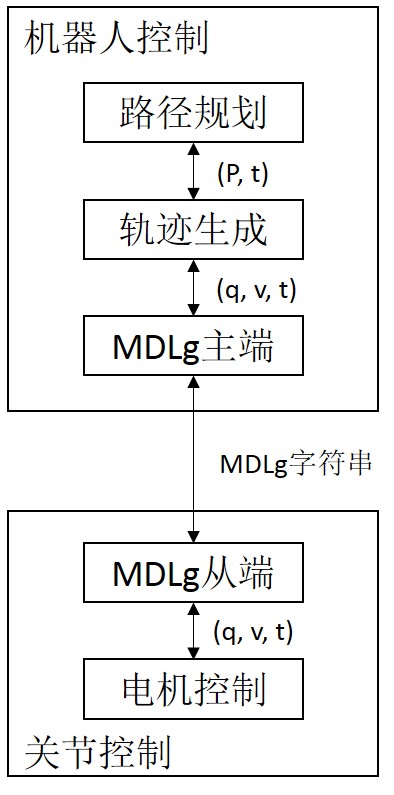 机器人控制
路径规划
(P, t)
轨迹生成
(q, v, t)
MDLg主端
MDLg字符串
MDLg从端
(q, v, t)
电机控制
关节控制